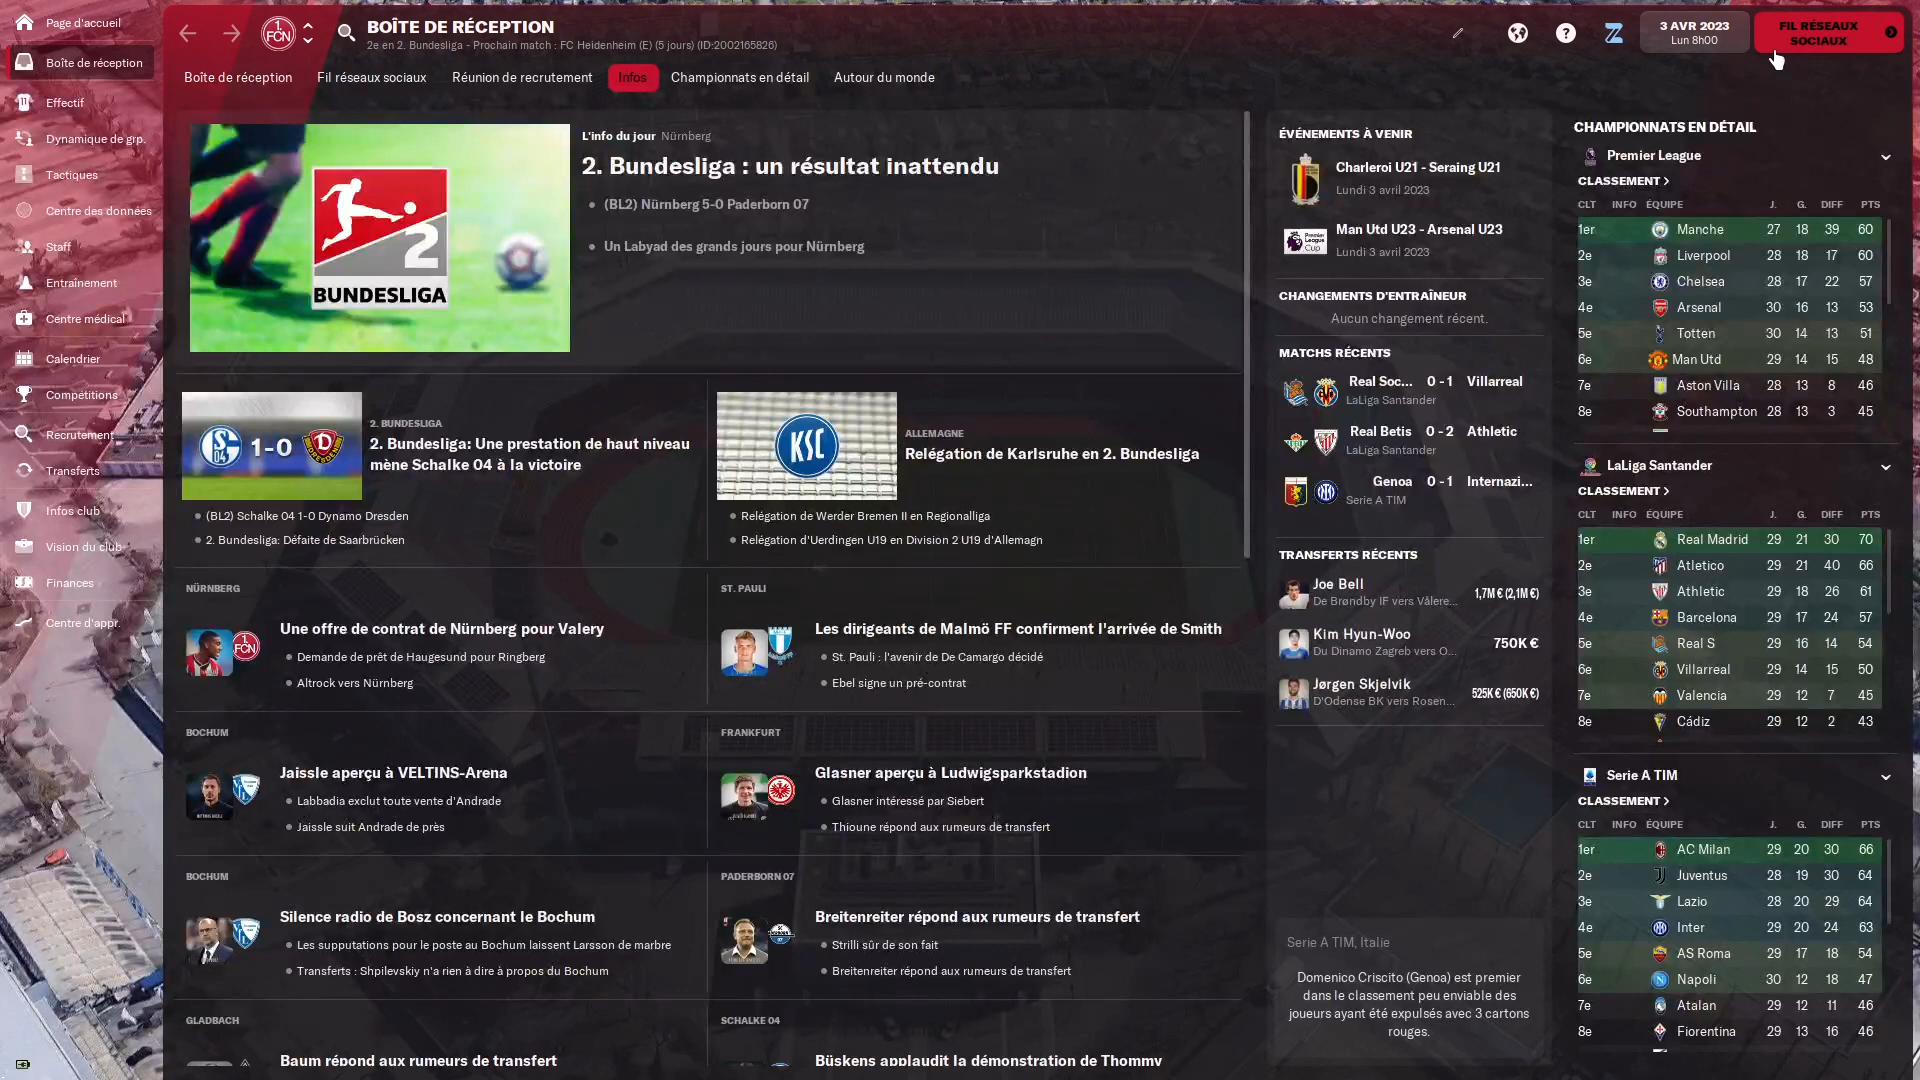 Page d'accueil
Boîte de réception
Effectif
Dynamique de grp.
Tactiques
Centre des données
Staff
Entraînement
Centre médical
Calendrier
Compétitions
Recrutement
Transferts
Infos club
Vision du club
Finances
Centre d'appr.
BOÎTE DE RÉCEPTION
2e en 2. Bundesliga - Prochain match : FC Heidenheim (E) (5 jours) (ID:2002165826)
3 AVR 2023
Lun 8h00
FIL RÉSEAUX
SOCIAUX
Boîte de réception Fil réseaux sociaux Réunion de recrutement Infos Championnats en détail Autour du monde
2
BUNDESLIGA
L'info du jour Nürnberg
2. Bundesliga : un résultat inattendu
(BL2) Nürnberg 5-0 Paderborn 07
Un Labyad des grands jours pour Nürnberg
1-0
2. BUNDESLIGA
2. Bundesliga: Une prestation de haut niveau
mène Schalke 04 à la victoire
(BL2) Schalke 04 1-0 Dynamo Dresden
2. Bundesliga: Défaite de Saarbrücken
KSC
ALLEMAGNE
Relégation de Karlsruhe en 2. Bundesliga
Relégation de Werder Bremen II en Regionalliga
Relégation d'Uerdingen U19 en Division 2 U19 d'Allemagn
NÜRNBERG
Une offre de contrat de Nürnberg pour Valery
Demande de prêt de Haugesund pour Ringberg
Altrock vers Nürnberg
ST. PAULI
Les dirigeants de Malmö FF confirment l'arrivée de Smith
St. Pauli : l'avenir de De Camargo décidé
Ebel signe un pré-contrat
BOCHUM
Jaissle aperçu à VELTINS-Arena
Labbadia exclut toute vente d'Andrade
Jaissle suit Andrade de près
FRANKFURT
Glasner aperçu à Ludwigsparkstadion
Glasner intéressé par Siebert
Thioune répond aux rumeurs de transfert
BOCHUM
Silence radio de Bosz concernant le Bochum
Les supputations pour le poste au Bochum laissent Larsson de marbre
Transferts : Shpilevskiy n'a rien à dire à propos du Bochum
PADERBORN 07
Breitenreiter répond aux rumeurs de transfert
Strilli sûr de son fait
Breitenreiter répond aux rumeurs de transfert
GLADBACH
Baum répond aux rumeurs de transfert
SCHALKE 04
Büskens applaudit la démonstration de Thommy
ÉVÉNEMENTS À VENIR
Charleroi U21 - Seraing U21
Lundi 3 avril 2023
Man Utd U23 - Arsenal U23
Lundi 3 avril 2023
CHANGEMENTS D'ENTRAÎNEUR
Aucun changement récent.
MATCHS RÉCENTS
Real Soc... 0 - 1 Villarreal
LaLiga Santander
Real Betis 0 - 2 Athletic
LaLiga Santander
Genoa 0 - 1 Internazi...
Serie A TIM
TRANSFERTS RÉCENTS
Joe Bell
De Brøndby IF vers Vålere...
1,7M € (2,1M €)
Kim Hyun-Woo
Du Dinamo Zagreb vers O...
750K €
Jørgen Skjelvik
D'Odense BK vers Rosen...
525K € (650K €)
Serie A TIM, Italie
Domenico Criscito (Genoa) est premier
dans le classement peu enviable des
joueurs ayant été expulsés avec 3 cartons
rouges.
CHAMPIONNATS EN DÉTAIL
Premier League
CLASSEMENT >
CLT INFO ÉQUIPE J. G. DIFF PTS
1er Manche 27 18 39 60
2e Liverpool 28 18 17 60
3e Chelsea 28 17 22 57
4e Arsenal 30 16 13 53
5e Totten 30 14 13 51
6e Man Utd 29 14 15 48
7e Aston Villa 28 13 8 46
8e Southampton 28 13 3 45
LaLiga Santander
CLASSEMENT >
CLT INFO ÉQUIPE J. G. DIFF PTS
1er Real Madrid 29 21 30 70
2e Atletico 29 21 40 66
3e Athletic 29 18 26 61
4e Barcelona 29 17 24 57
5e Real S 29 16 14 54
6e Villarreal 29 14 15 50
7e Valencia 29 12 7 45
8e Cádiz 29 12 2 43
Serie A TIM
CLASSEMENT >
CLT INFO ÉQUIPE J. G. DIFF PTS
1er AC Milan 29 20 30 66
2e Juventus 28 19 30 64
3e Lazio 28 20 29 64
4e Inter 29 20 24 63
5e AS Roma 29 17 18 54
6e Napoli 30 12 18 47
7e Atalan 29 12 11 46
8e Fiorentina 29 13 16 46